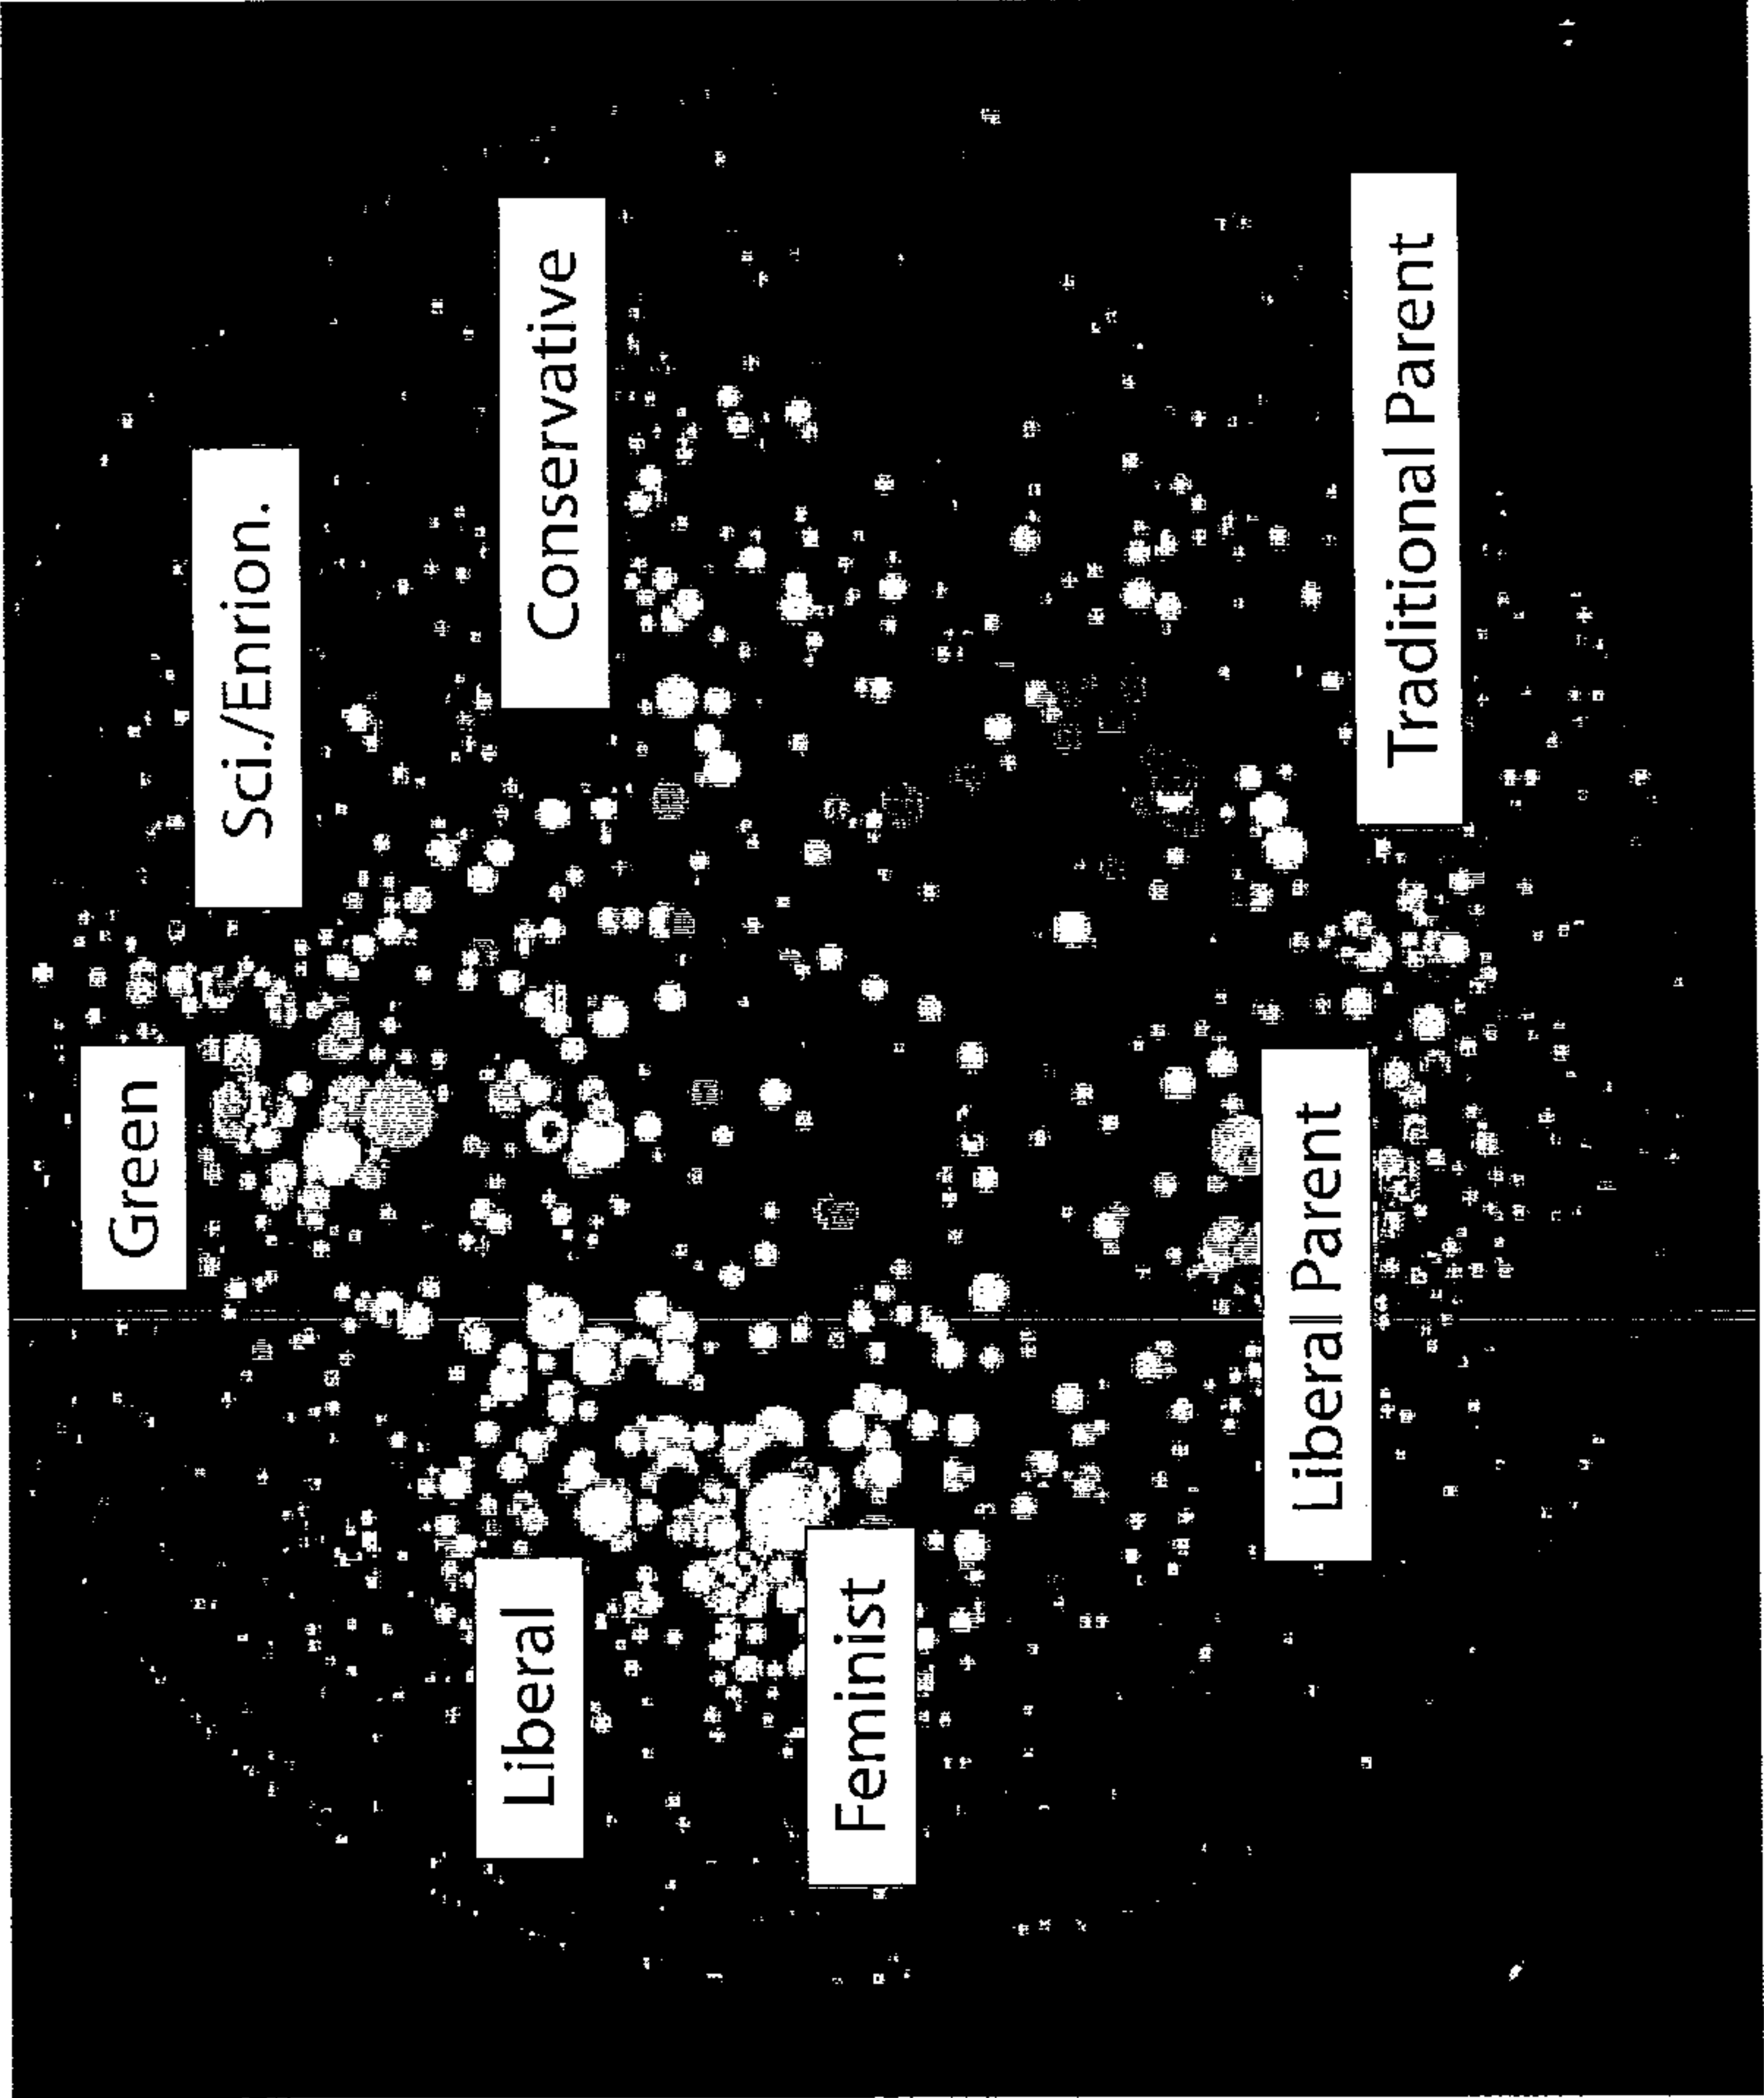 Green
Sci./Enrion.
Liberal
Conservative
Feminist
Liberal Parent
Traditional Parent